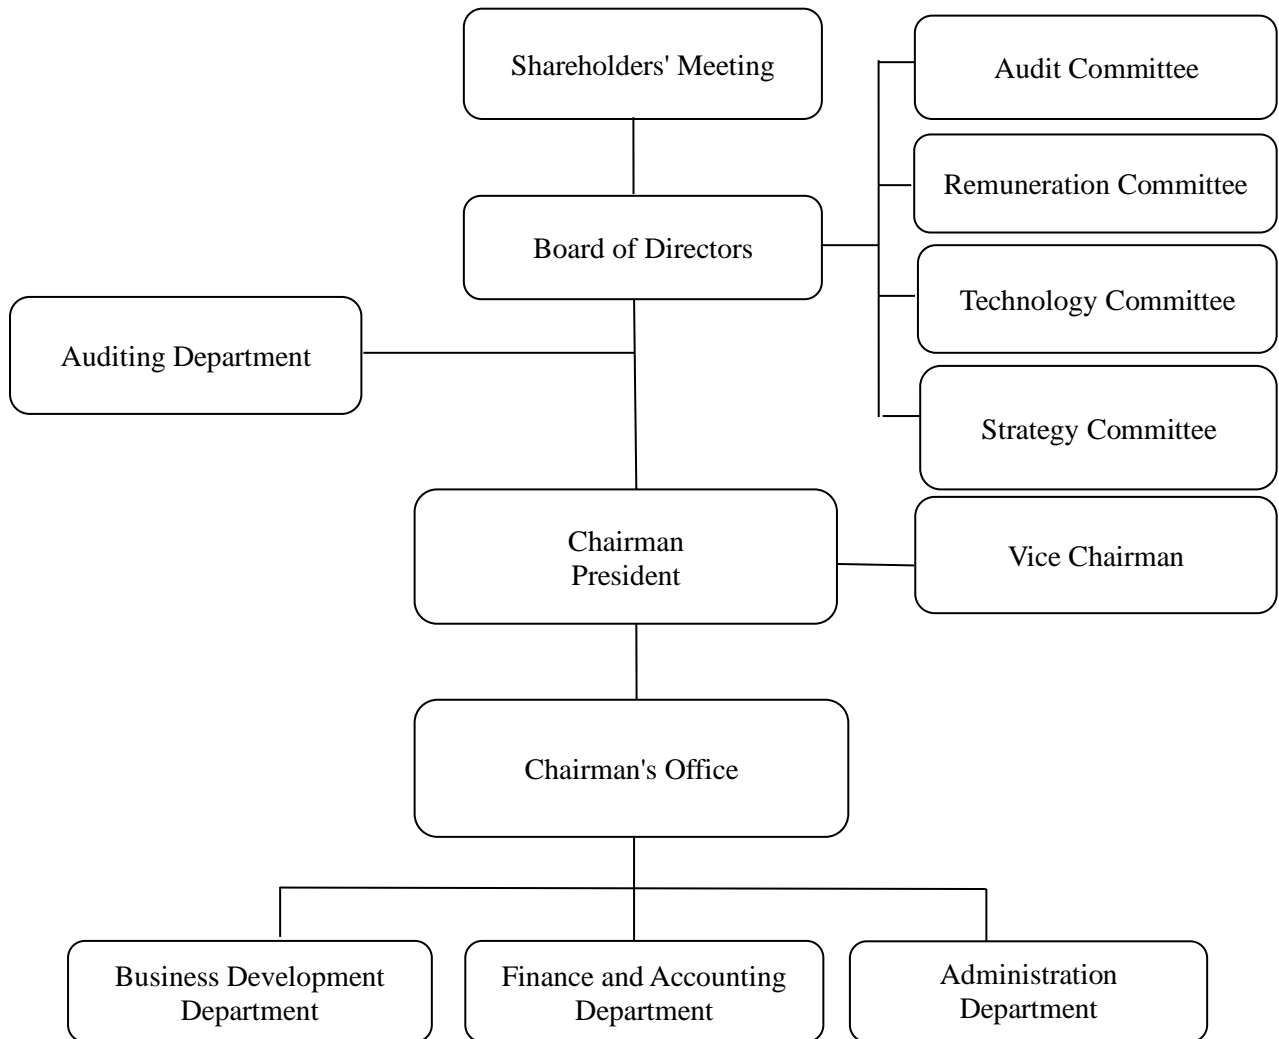 Shareholders' Meeting
Audit Committee
Remuneration Committee
Board of Directors
Technology Committee
Auditing Department
Strategy Committee
Chairman
President
Vice Chairman
Chairman's Office
Business Development
Department
Finance and Accounting
Department
Administration
Department